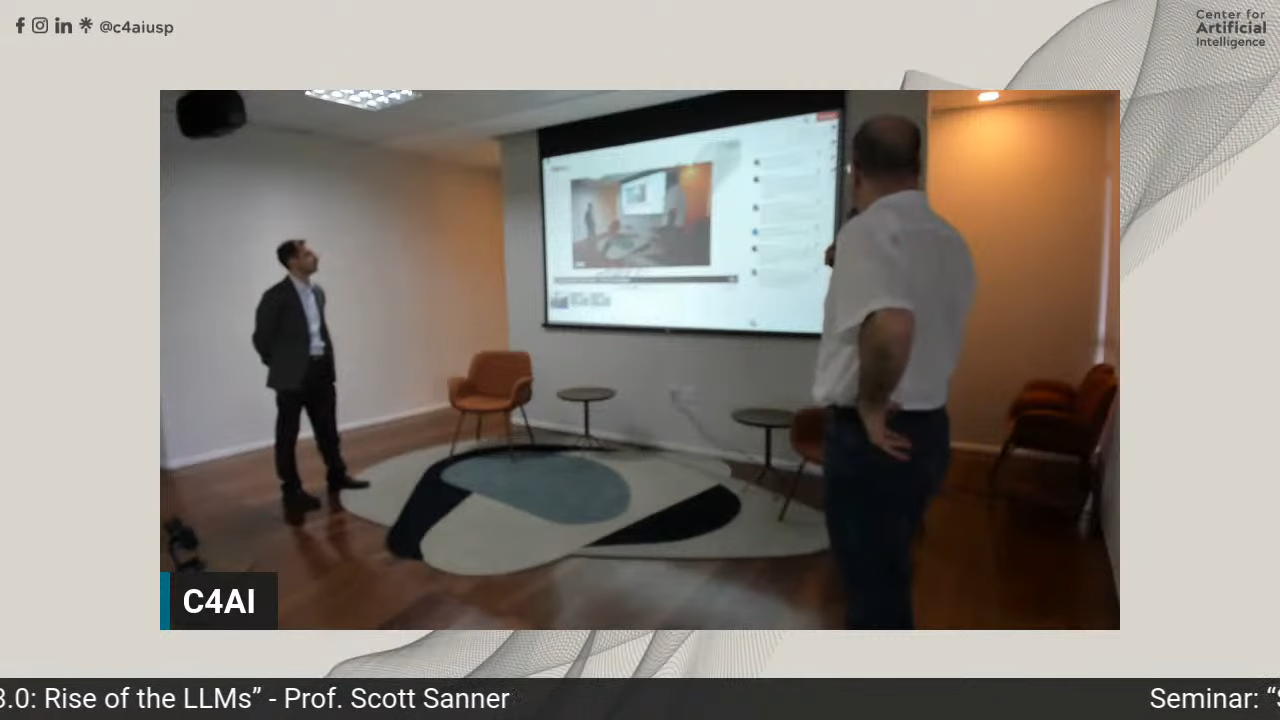 @c4aiusp
Center for
Artificial
Intelligence
C4AI
3.0: Rise of the LLMs” - Prof. Scott Sanner
Seminar: “S